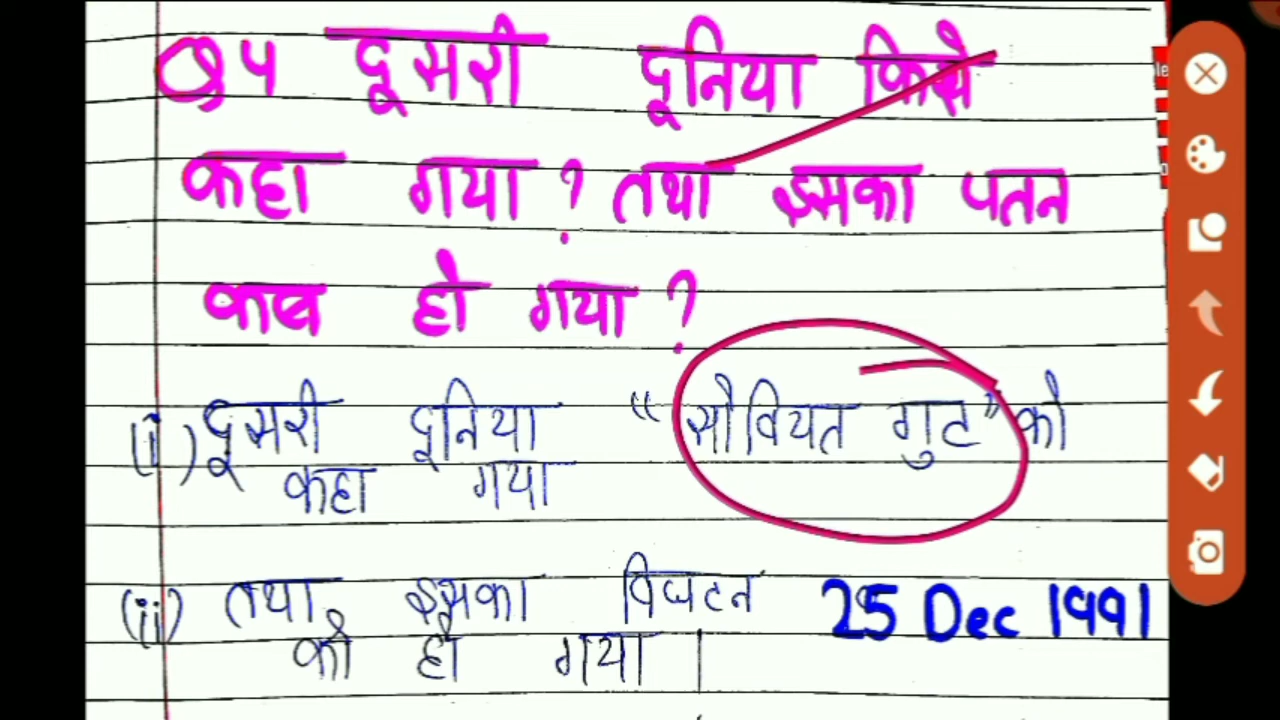 Q५ दूसरी दूनिया किसे
कहा गया ? तथा इसका पतन
कब हो गया ?
(i) दूसरी दूनिया "सोवियत गुट" को
कहा गया
(ii) तथा इसका विघटन 25 Dec 1991
को हो गया |